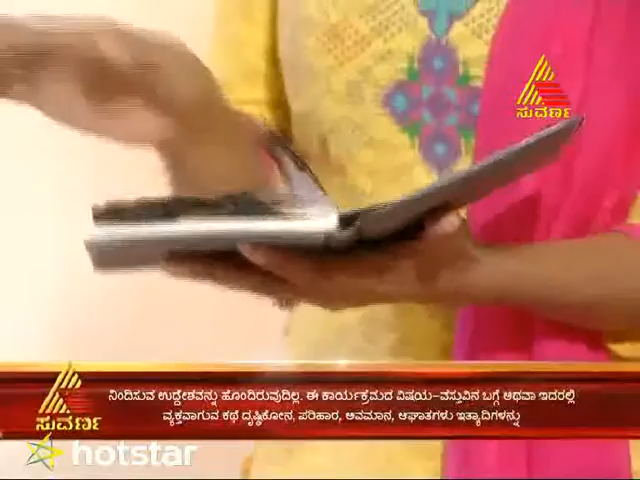 ಸುವರ್ಣ
ನಿಂದಿಸುವ ಉದ್ದೇಶವನ್ನು ಹೊಂದಿರುವುದಿಲ್ಲ. ಈ ಕಾರ್ಯಕ್ರಮದ ವಿಷಯ-ವಸ್ತುವಿನ ಬಗ್ಗೆ ಅಥವಾ ಇದರಲ್ಲಿ
ವ್ಯಕ್ತವಾಗುವ ಕಥೆ ದೃಷ್ಠಿಕೋನ, ಪರಿಹಾರ, ಅವಮಾನ, ಆಘಾತಗಳು ಇತ್ಯಾದಿಗಳನ್ನು
ಸುವರ್ಣ
hotstar